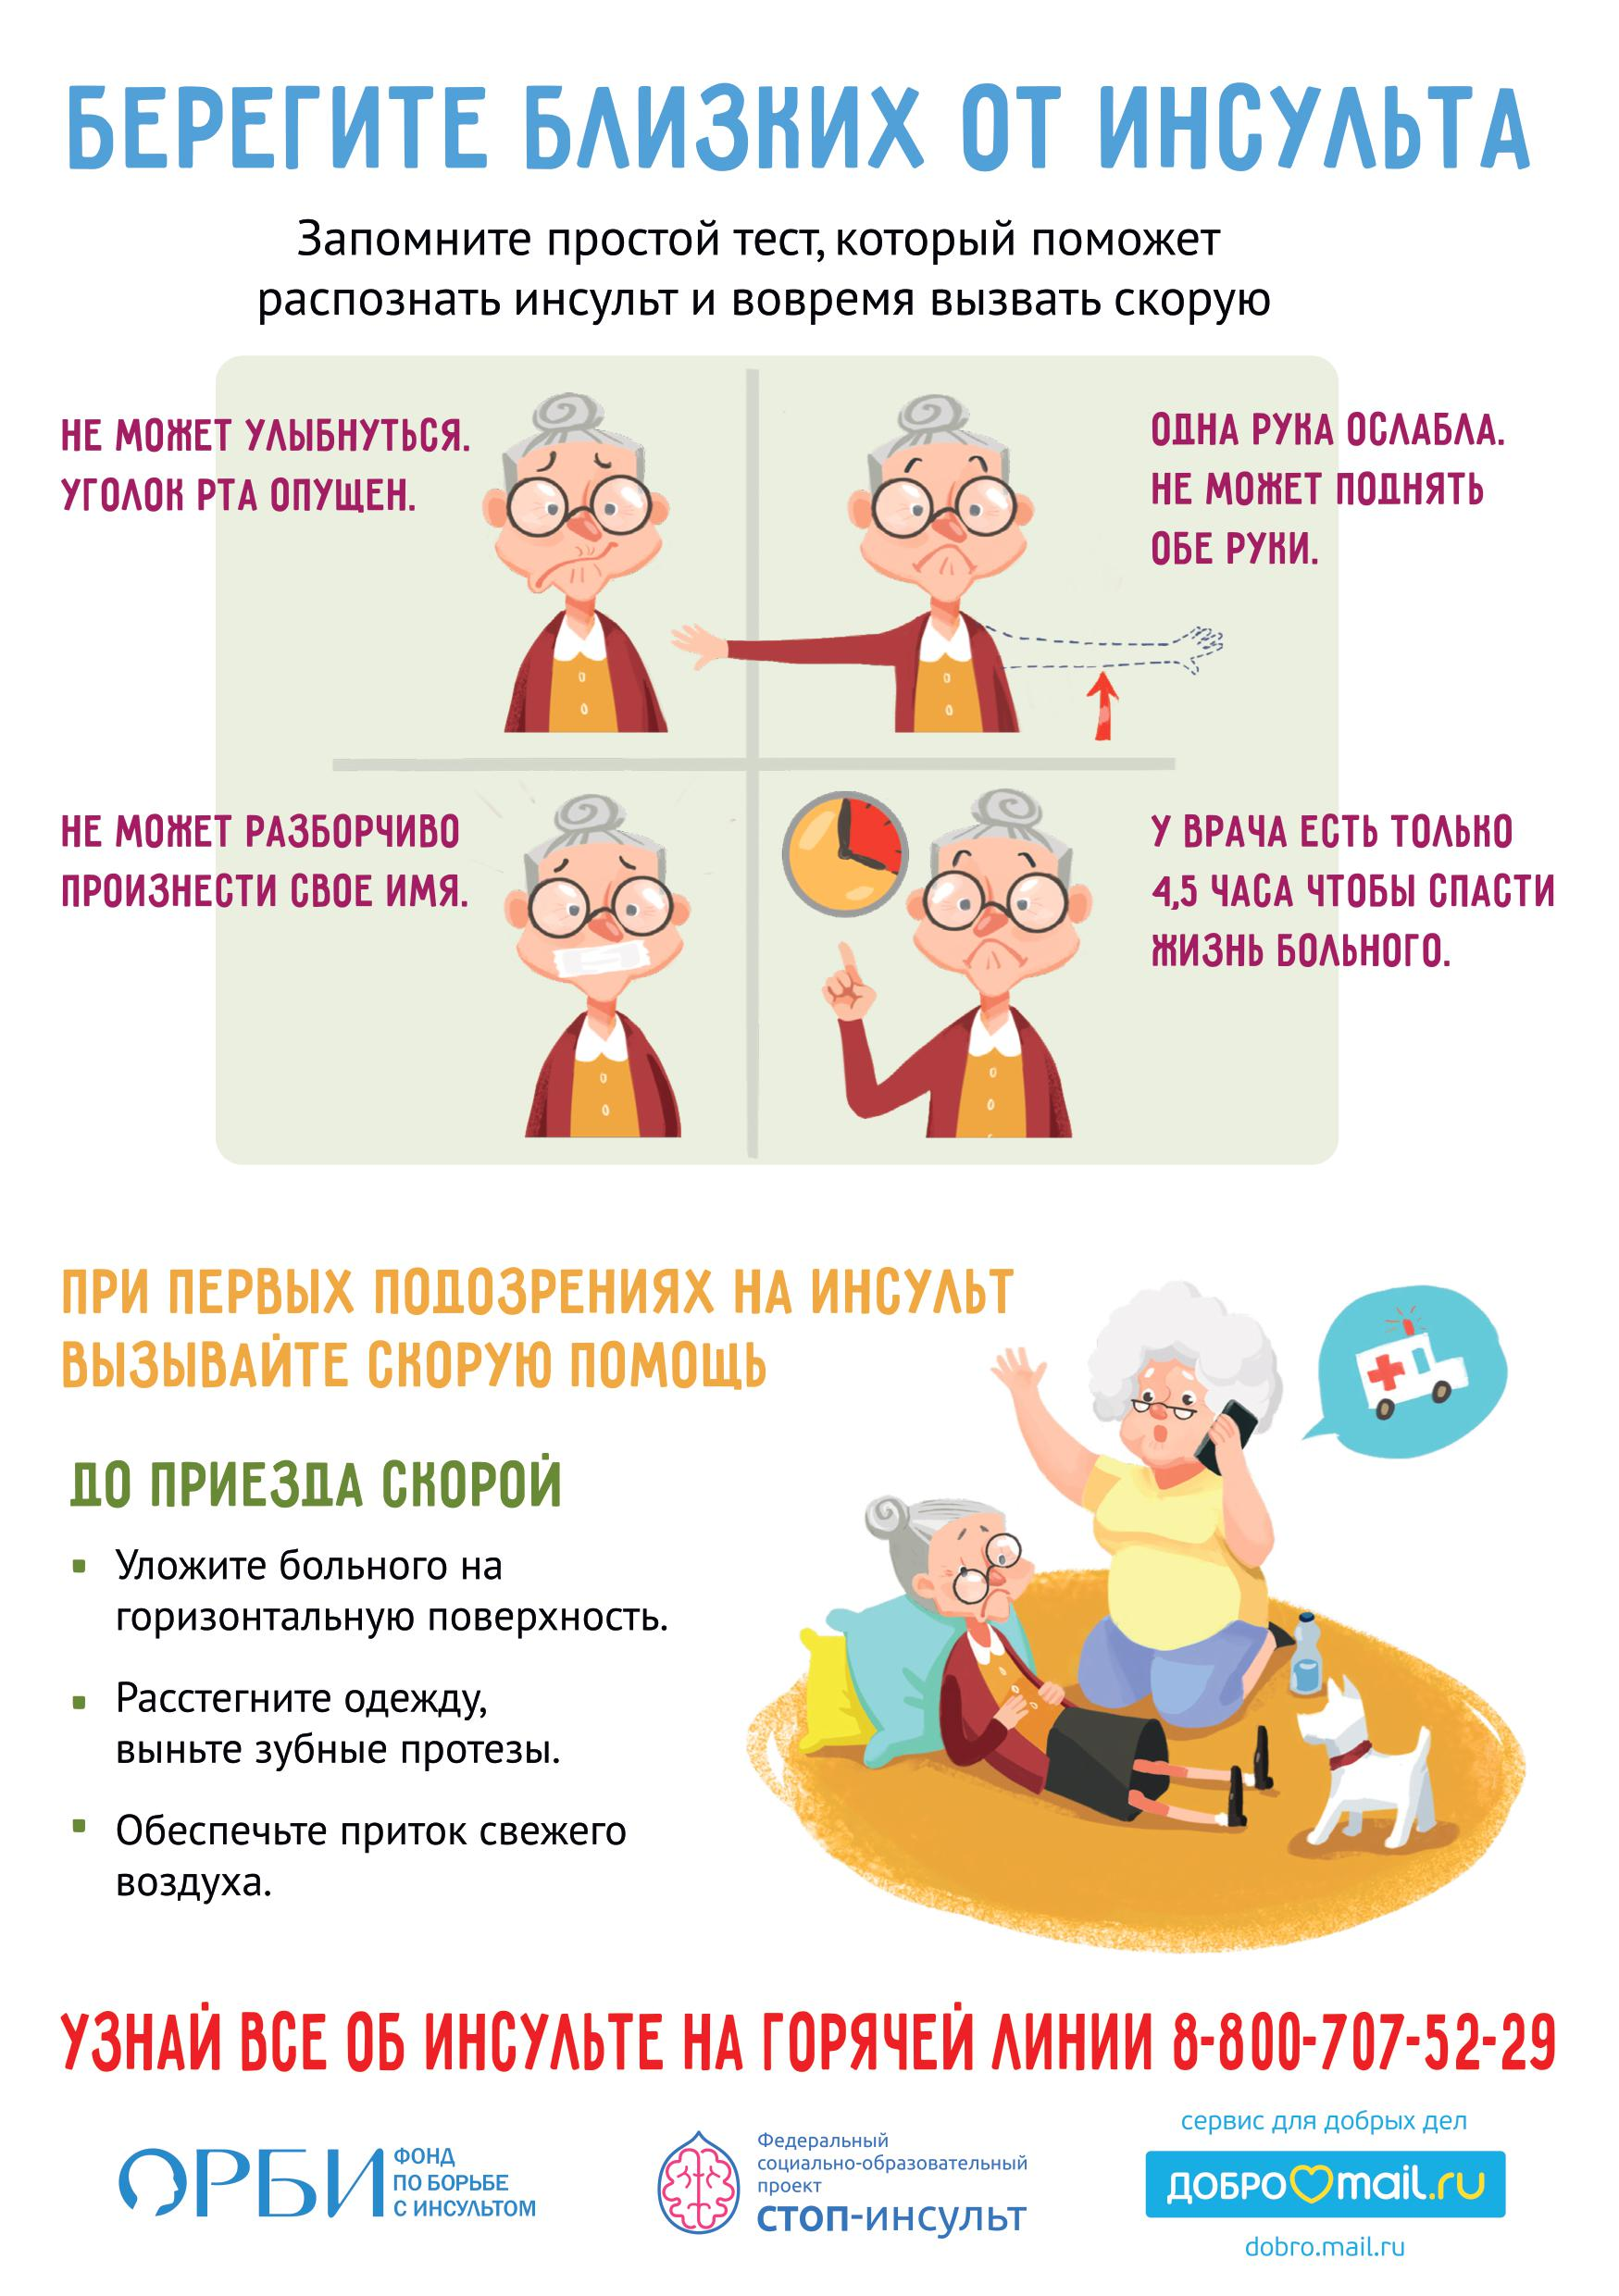 БЕРЕГИТЕ БЛИЗКИХ ОТ ИНСУЛЬТА
Запомните простой тест, который поможет
распознать инсульт и вовремя вызвать скорую
НЕ МОЖЕТ УЛЫБНУТЬСЯ.
УГОЛОК РТА ОПУЩЕН.
ОДНА РУКА ОСЛАБЛА.
НЕ МОЖЕТ ПОДНЯТЬ
ОБЕ РУКИ.
НЕ МОЖЕТ РАЗБОРЧИВО
ПРОИЗНЕСТИ СВОЕ ИМЯ.
У ВРАЧА ЕСТЬ ТОЛЬКО
4,5 ЧАСА ЧТОБЫ СПАСТИ
ЖИЗНЬ БОЛЬНОГО.
ПРИ ПЕРВЫХ ПОДОЗРЕНИЯХ НА ИНСУЛЬТ
ВЫЗЫВАЙТЕ СКОРУЮ ПОМОЩЬ
ДО ПРИЕЗДА СКОРОЙ
▪ Уложите больного на
горизонтальную поверхность.
▪ Расстегните одежду,
выньте зубные протезы.
▪ Обеспечьте приток свежего
воздуха.
УЗНАЙ ВСЕ ОБ ИНСУЛЬТЕ НА ГОРЯЧЕЙ ЛИНИИ 8-800-707-52-29
ОРБИ
ФОНД
ПО БОРЬБЕ
С ИНСУЛЬТОМ
Федеральный
социально-образовательный
проект
СТОП-ИНСУЛЬТ
сервис для добрых дел
ДОБРО mail.ru
dobro.mail.ru